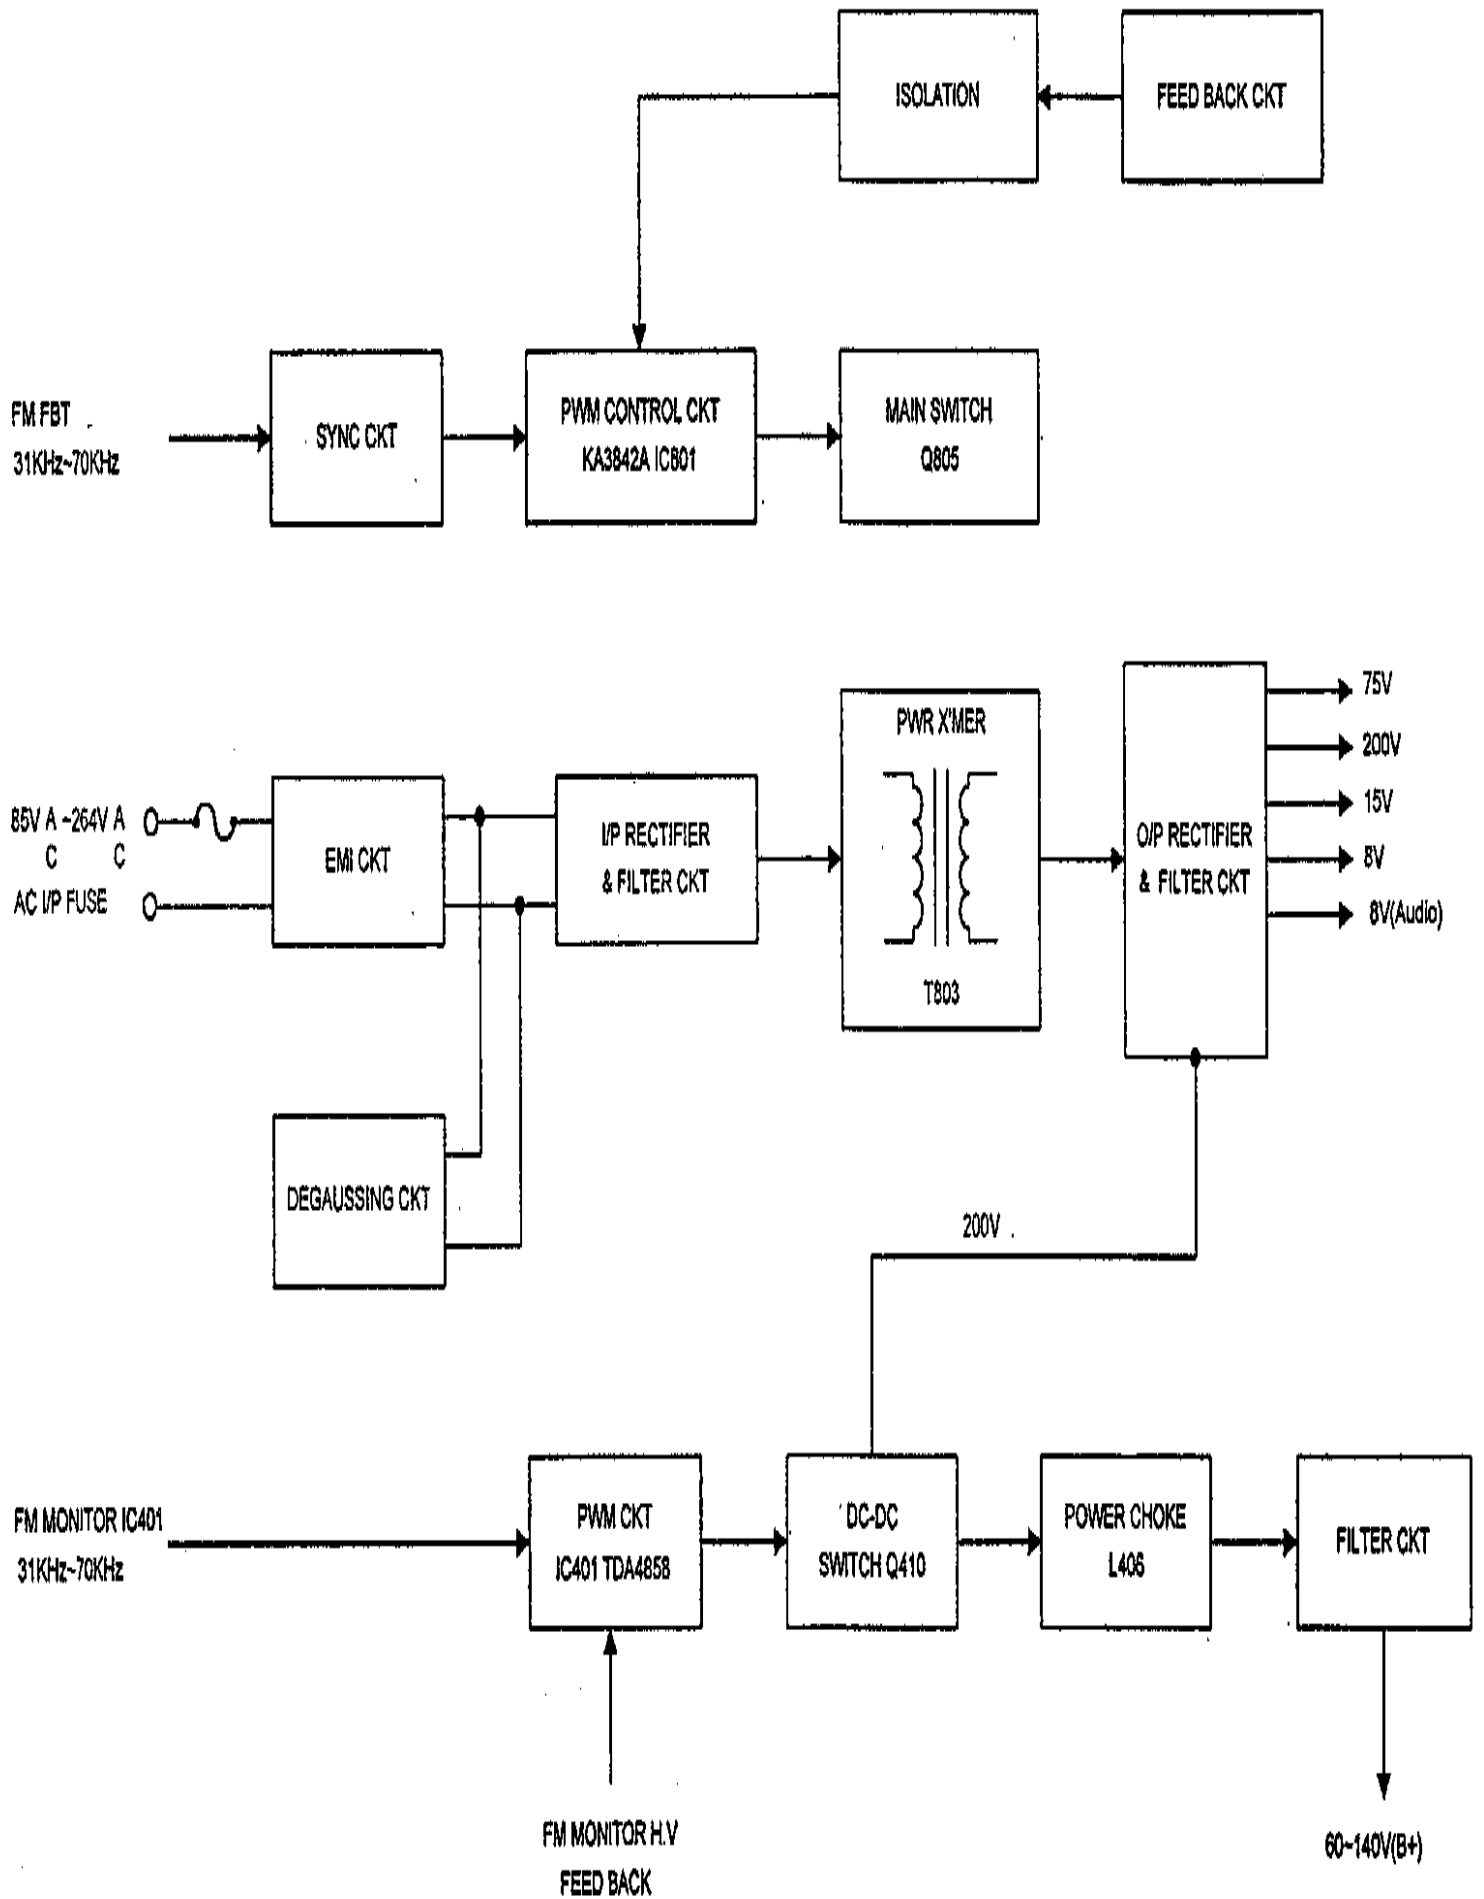 ISOLATION
FEED BACK CKT
FM FBT
31KHz~70KHz
SYNC CKT
PWM CONTROL CKT
KA3842A IC801
MAIN SWITCH
Q805
85V A ~264V A
C C
AC I/P FUSE
EMI CKT
I/P RECTIFIER
& FILTER CKT
PWR X'MER
T803
O/P RECTIFIER
& FILTER CKT
75V
200V
15V
8V
8V(Audio)
DEGAUSSING CKT
200V
FM MONITOR IC401
31KHz~70KHz
PWM CKT
IC401 TDA4858
DC-DC
SWITCH Q410
POWER CHOKE
L406
FILTER CKT
FM MONITOR H.V
FEED BACK
60~140V(B+)